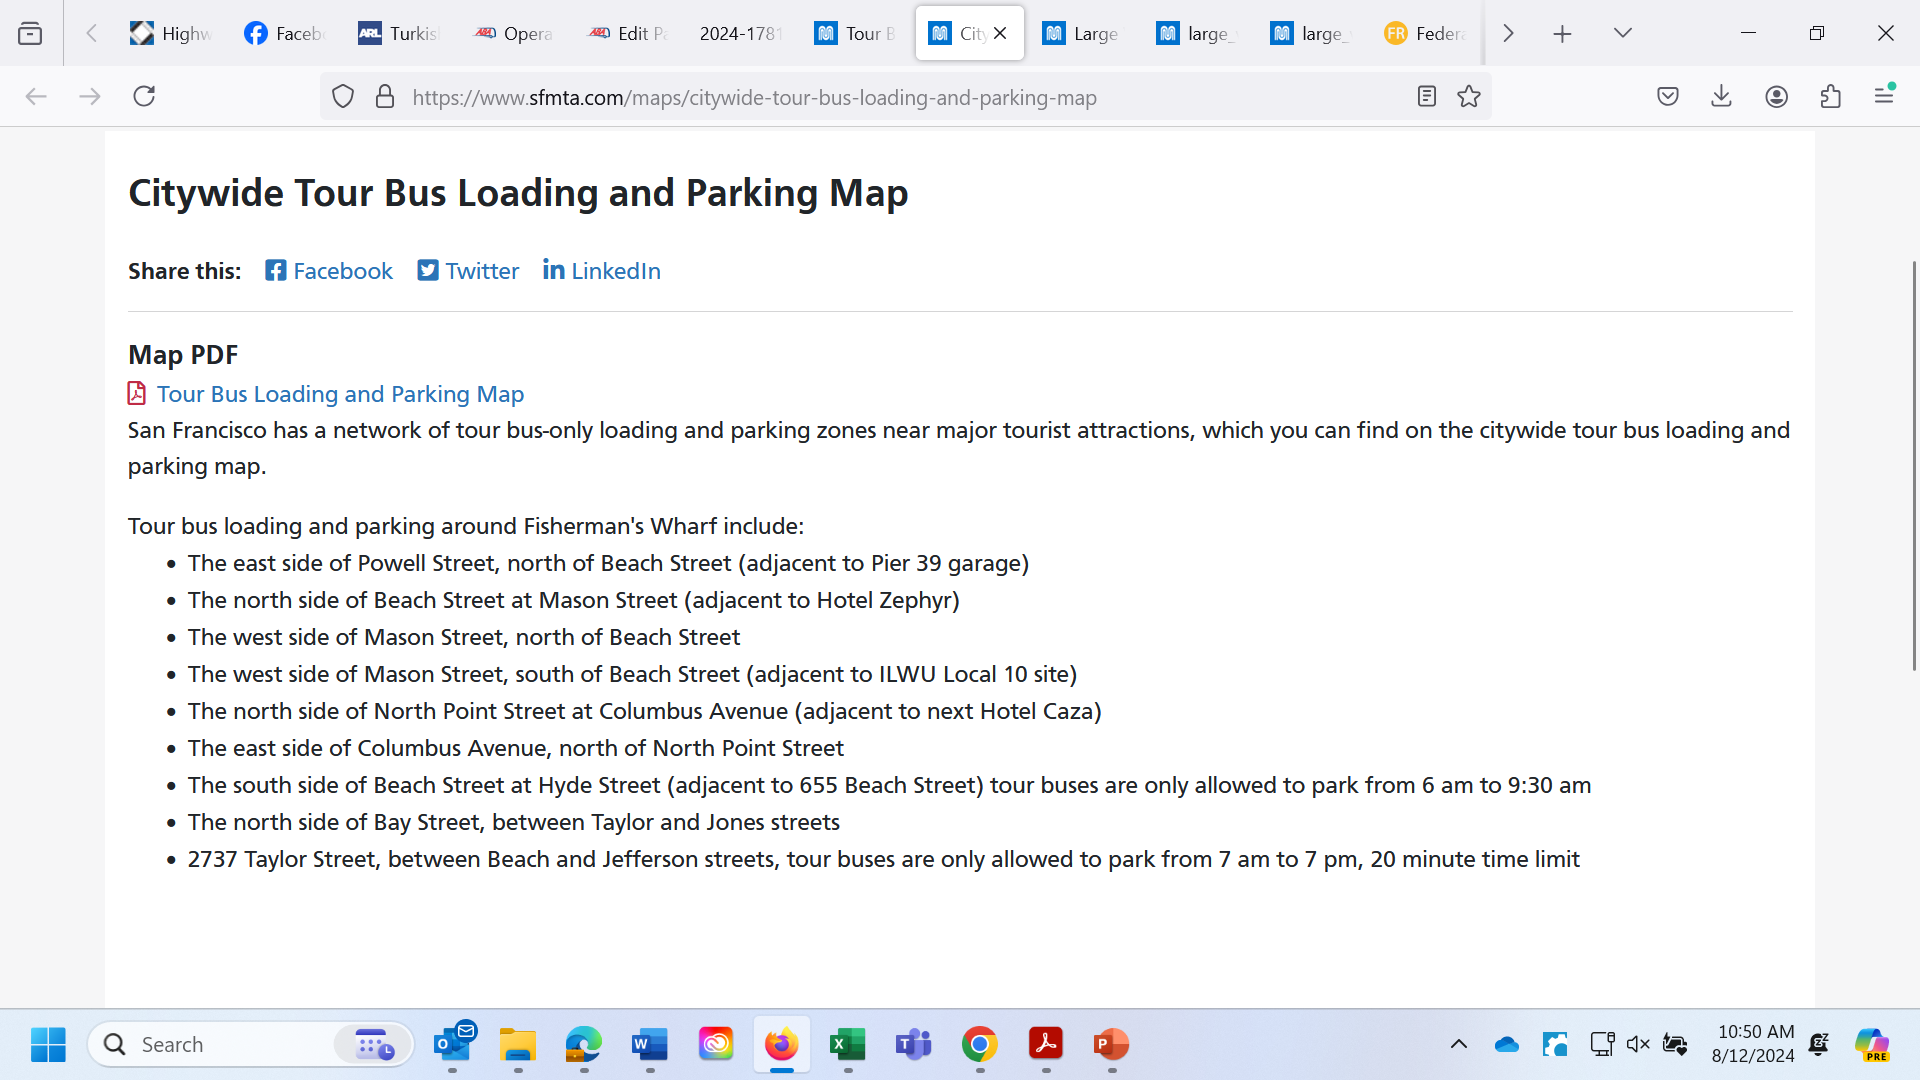 Highw
Faceb
Turkis
Opera
Edit Pa
2024-1781
Tour B
City
Large
large_
large_
Federa
https://www.sfmta.com/maps/citywide-tour-bus-loading-and-parking-map
Citywide Tour Bus Loading and Parking Map
Share this: Facebook Twitter LinkedIn
Map PDF
Tour Bus Loading and Parking Map
San Francisco has a network of tour bus-only loading and parking zones near major tourist attractions, which you can find on the citywide tour bus loading and
parking map.
Tour bus loading and parking around Fisherman's Wharf include:
• The east side of Powell Street, north of Beach Street (adjacent to Pier 39 garage)
• The north side of Beach Street at Mason Street (adjacent to Hotel Zephyr)
• The west side of Mason Street, north of Beach Street
• The west side of Mason Street, south of Beach Street (adjacent to ILWU Local 10 site)
• The north side of North Point Street at Columbus Avenue (adjacent to next Hotel Caza)
• The east side of Columbus Avenue, north of North Point Street
• The south side of Beach Street at Hyde Street (adjacent to 655 Beach Street) tour buses are only allowed to park from 6 am to 9:30 am
• The north side of Bay Street, between Taylor and Jones streets
• 2737 Taylor Street, between Beach and Jefferson streets, tour buses are only allowed to park from 7 am to 7 pm, 20 minute time limit
Search
10:50 AM
8/12/2024
PRE